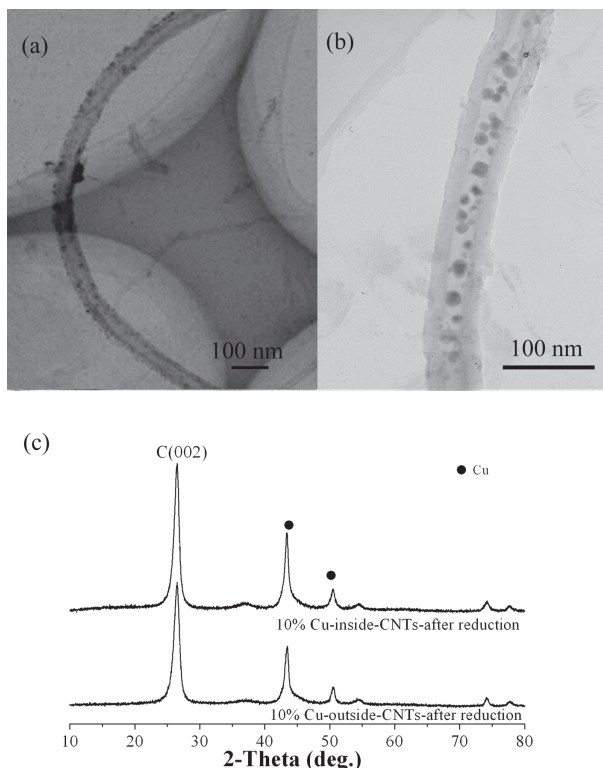 (a)
(b)
100 nm
100 nm
(c)
C(002)
● Cu
10% Cu-inside-CNTs-after reduction
10% Cu-outside-CNTs-after reduction
10 20 30 40 50 60 70 80
2-Theta (deg.)